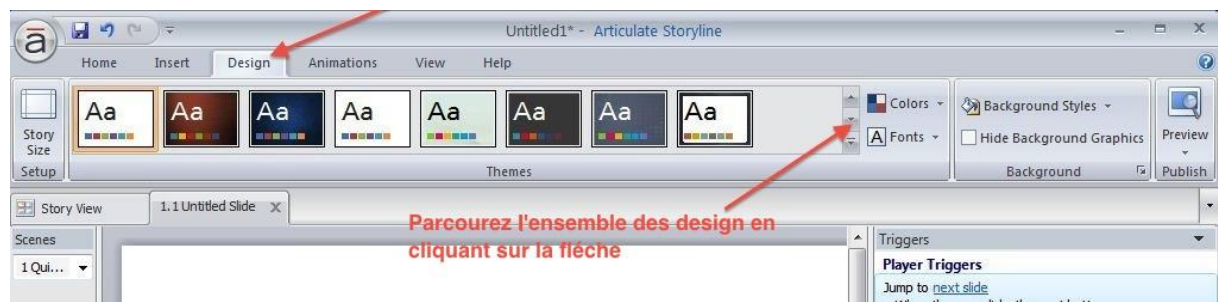 Untitled1* - Articulate Storyline
ā
Home Insert Design Animations View Help
Aa Aa Aa Aa Aa Aa Aa Aa
Colors
Fonts
Background Styles
Hide Background Graphics
Story
Size
Preview
Setup
Themes
Background
Publish
Story View
1.1 Untitled Slide
Parcourez l'ensemble des design en
cliquant sur la fléche
Scenes
1 Qui...
Triggers
Player Triggers
Jump to next slide